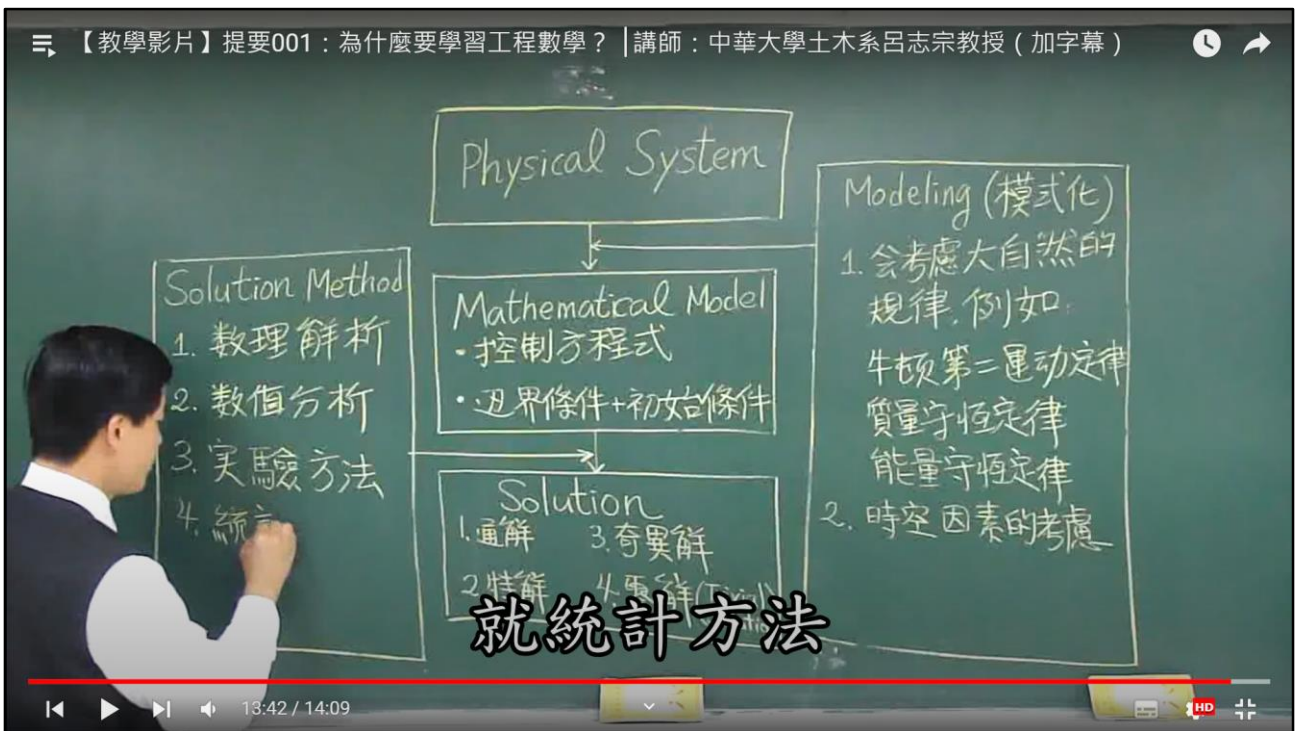 【教學影片】提要001:為什麼要學習工程數學? |講師:中華大學土木系呂志宗教授(加字幕)
Physical System
Modeling (模式化)
1. 会考慮大自然的
規律, 例如:
牛頓第二運动定律
質量守恒定律
能量守恒定律
2. 時空因素的考慮
Mathematical Model
・控制方程式
・边界條件+初始條件
Solution Method
1. 数理解析
2. 数值分析
3. 実驗方法
4. 統
Solution
1.通解 3.奇異解
2.特解 4.
就統計方法
13:42 / 14:09
HD